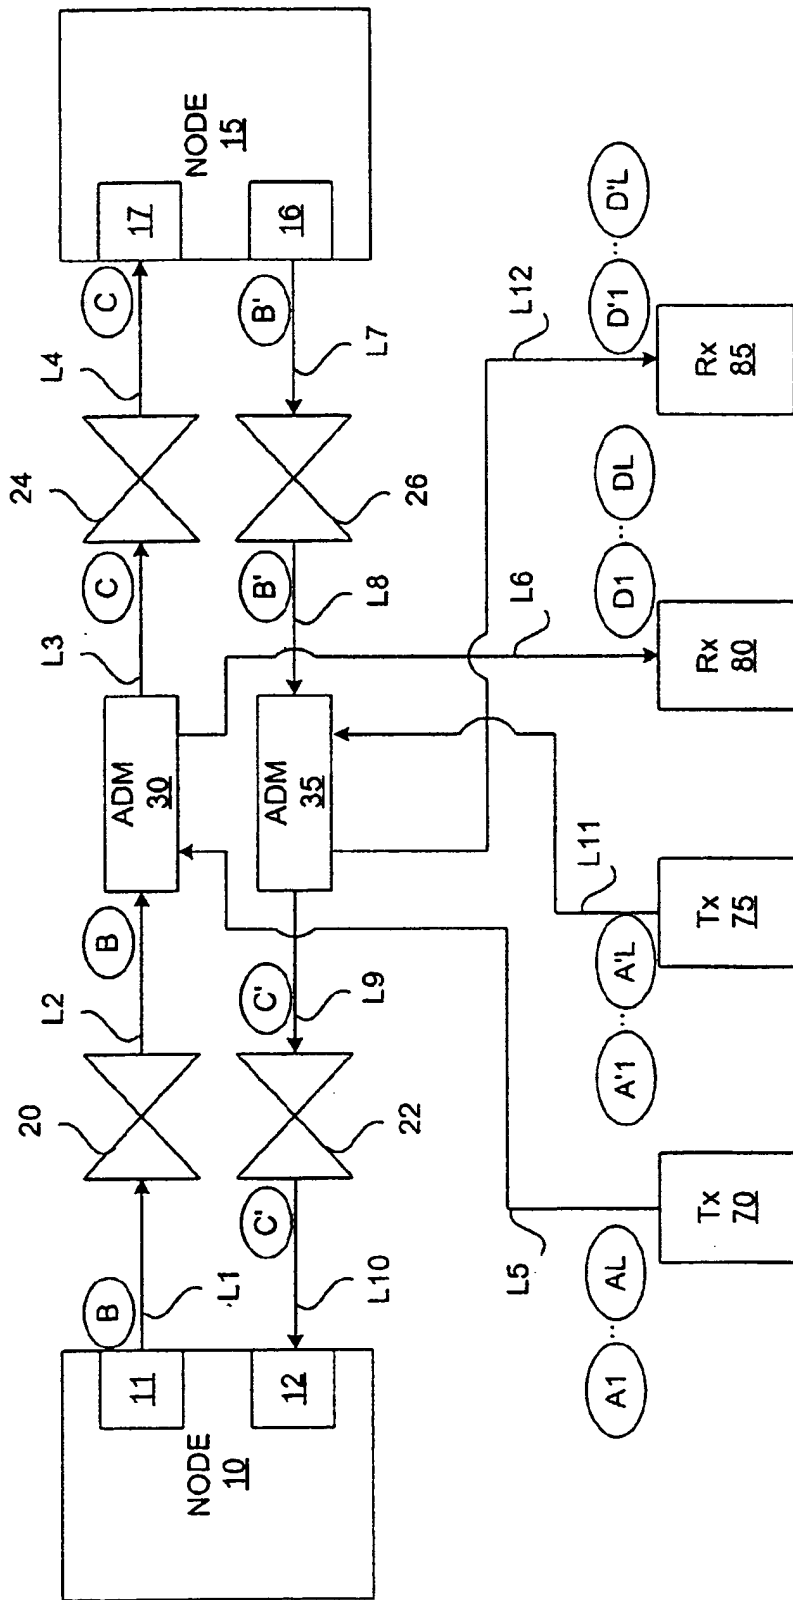 NODE
10
11
12
B
L1
20
L2
B
ADM
30
L3
C
24
L4
C
17
NODE
15
16
C'
L10
22
C'
L9
ADM
35
B'
L8
26
B'
L7
A1 ... AL
L5
Tx
70
A'1 ... A'L
L11
Tx
75
D1 ... DL
L6
Rx
80
D'1 ... D'L
L12
Rx
85